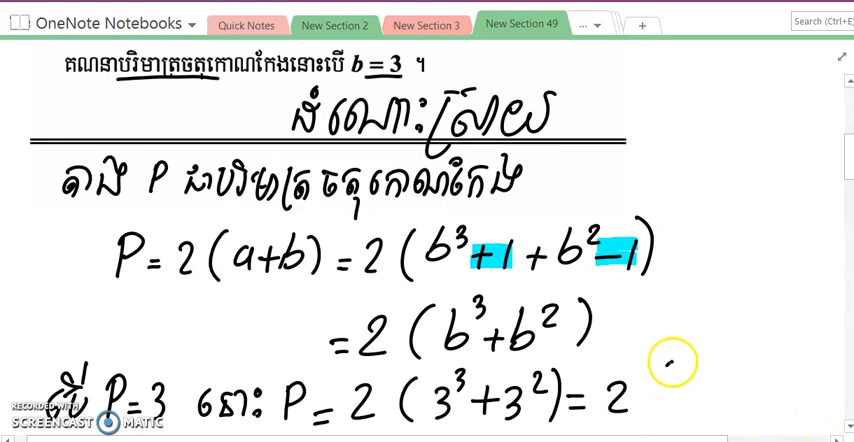 OneNote Notebooks Quick Notes New Section 2 New Section 3 New Section 49 ... + Search (Ctrl+E)
គណនាបរិមាត្រចតុកោណកែងនោះបើ b = 3 ។
ដំណោះស្រាយ
តាង P ជាបរិមាត្រចតុកោណកែង
P = 2 (a+b) = 2 (b³ +1 + b² −1)
= 2 (b³ + b²)
បើ P = 3 នោះ P = 2 (3³ + 3²) = 2
RECORDED WITH
SCREENCAST MATIC